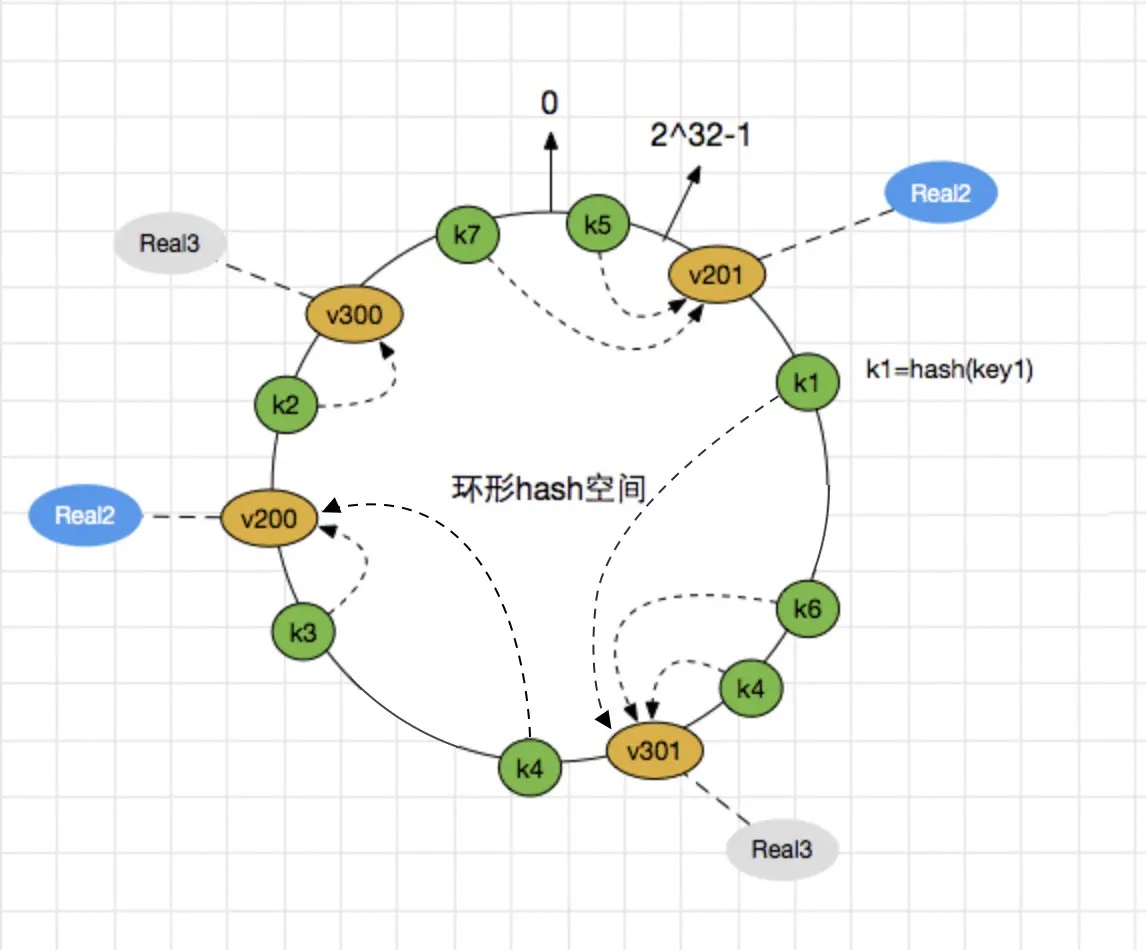 0
2^32-1
Real2
k5
k7
Real3
v201
v300
k1
k1=hash(key1)
k2
环形hash空间
Real2
v200
k6
k3
k4
v301
k4
Real3